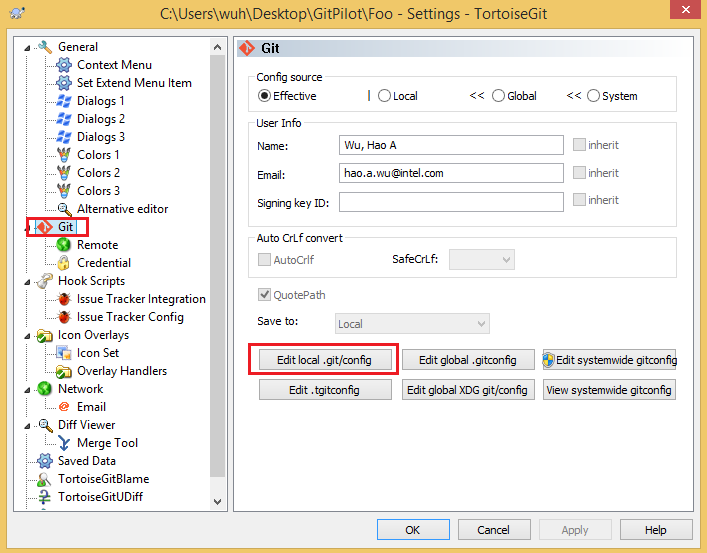 C:\Users\wuh\Desktop\GitPilot\Foo - Settings - TortoiseGit
General
Context Menu
Set Extend Menu Item
Dialogs 1
Dialogs 2
Dialogs 3
Colors 1
Colors 2
Colors 3
Alternative editor
Git
Remote
Credential
Hook Scripts
Issue Tracker Integration
Issue Tracker Config
Icon Overlays
Icon Set
Overlay Handlers
Network
Email
Diff Viewer
Merge Tool
Saved Data
TortoiseGitBlame
TortoiseGitUDiff
Git
Config source
Effective | Local << Global << System
User Info
Name: Wu, Hao A inherit
Email: hao.a.wu@intel.com inherit
Signing key ID: inherit
Auto CrLf convert
AutoCrlf SafeCrLf:
QuotePath
Save to: Local
Edit local .git/config Edit global .gitconfig Edit systemwide gitconfig
Edit .tgitconfig Edit global XDG git/config View systemwide gitconfig
OK Cancel Apply Help